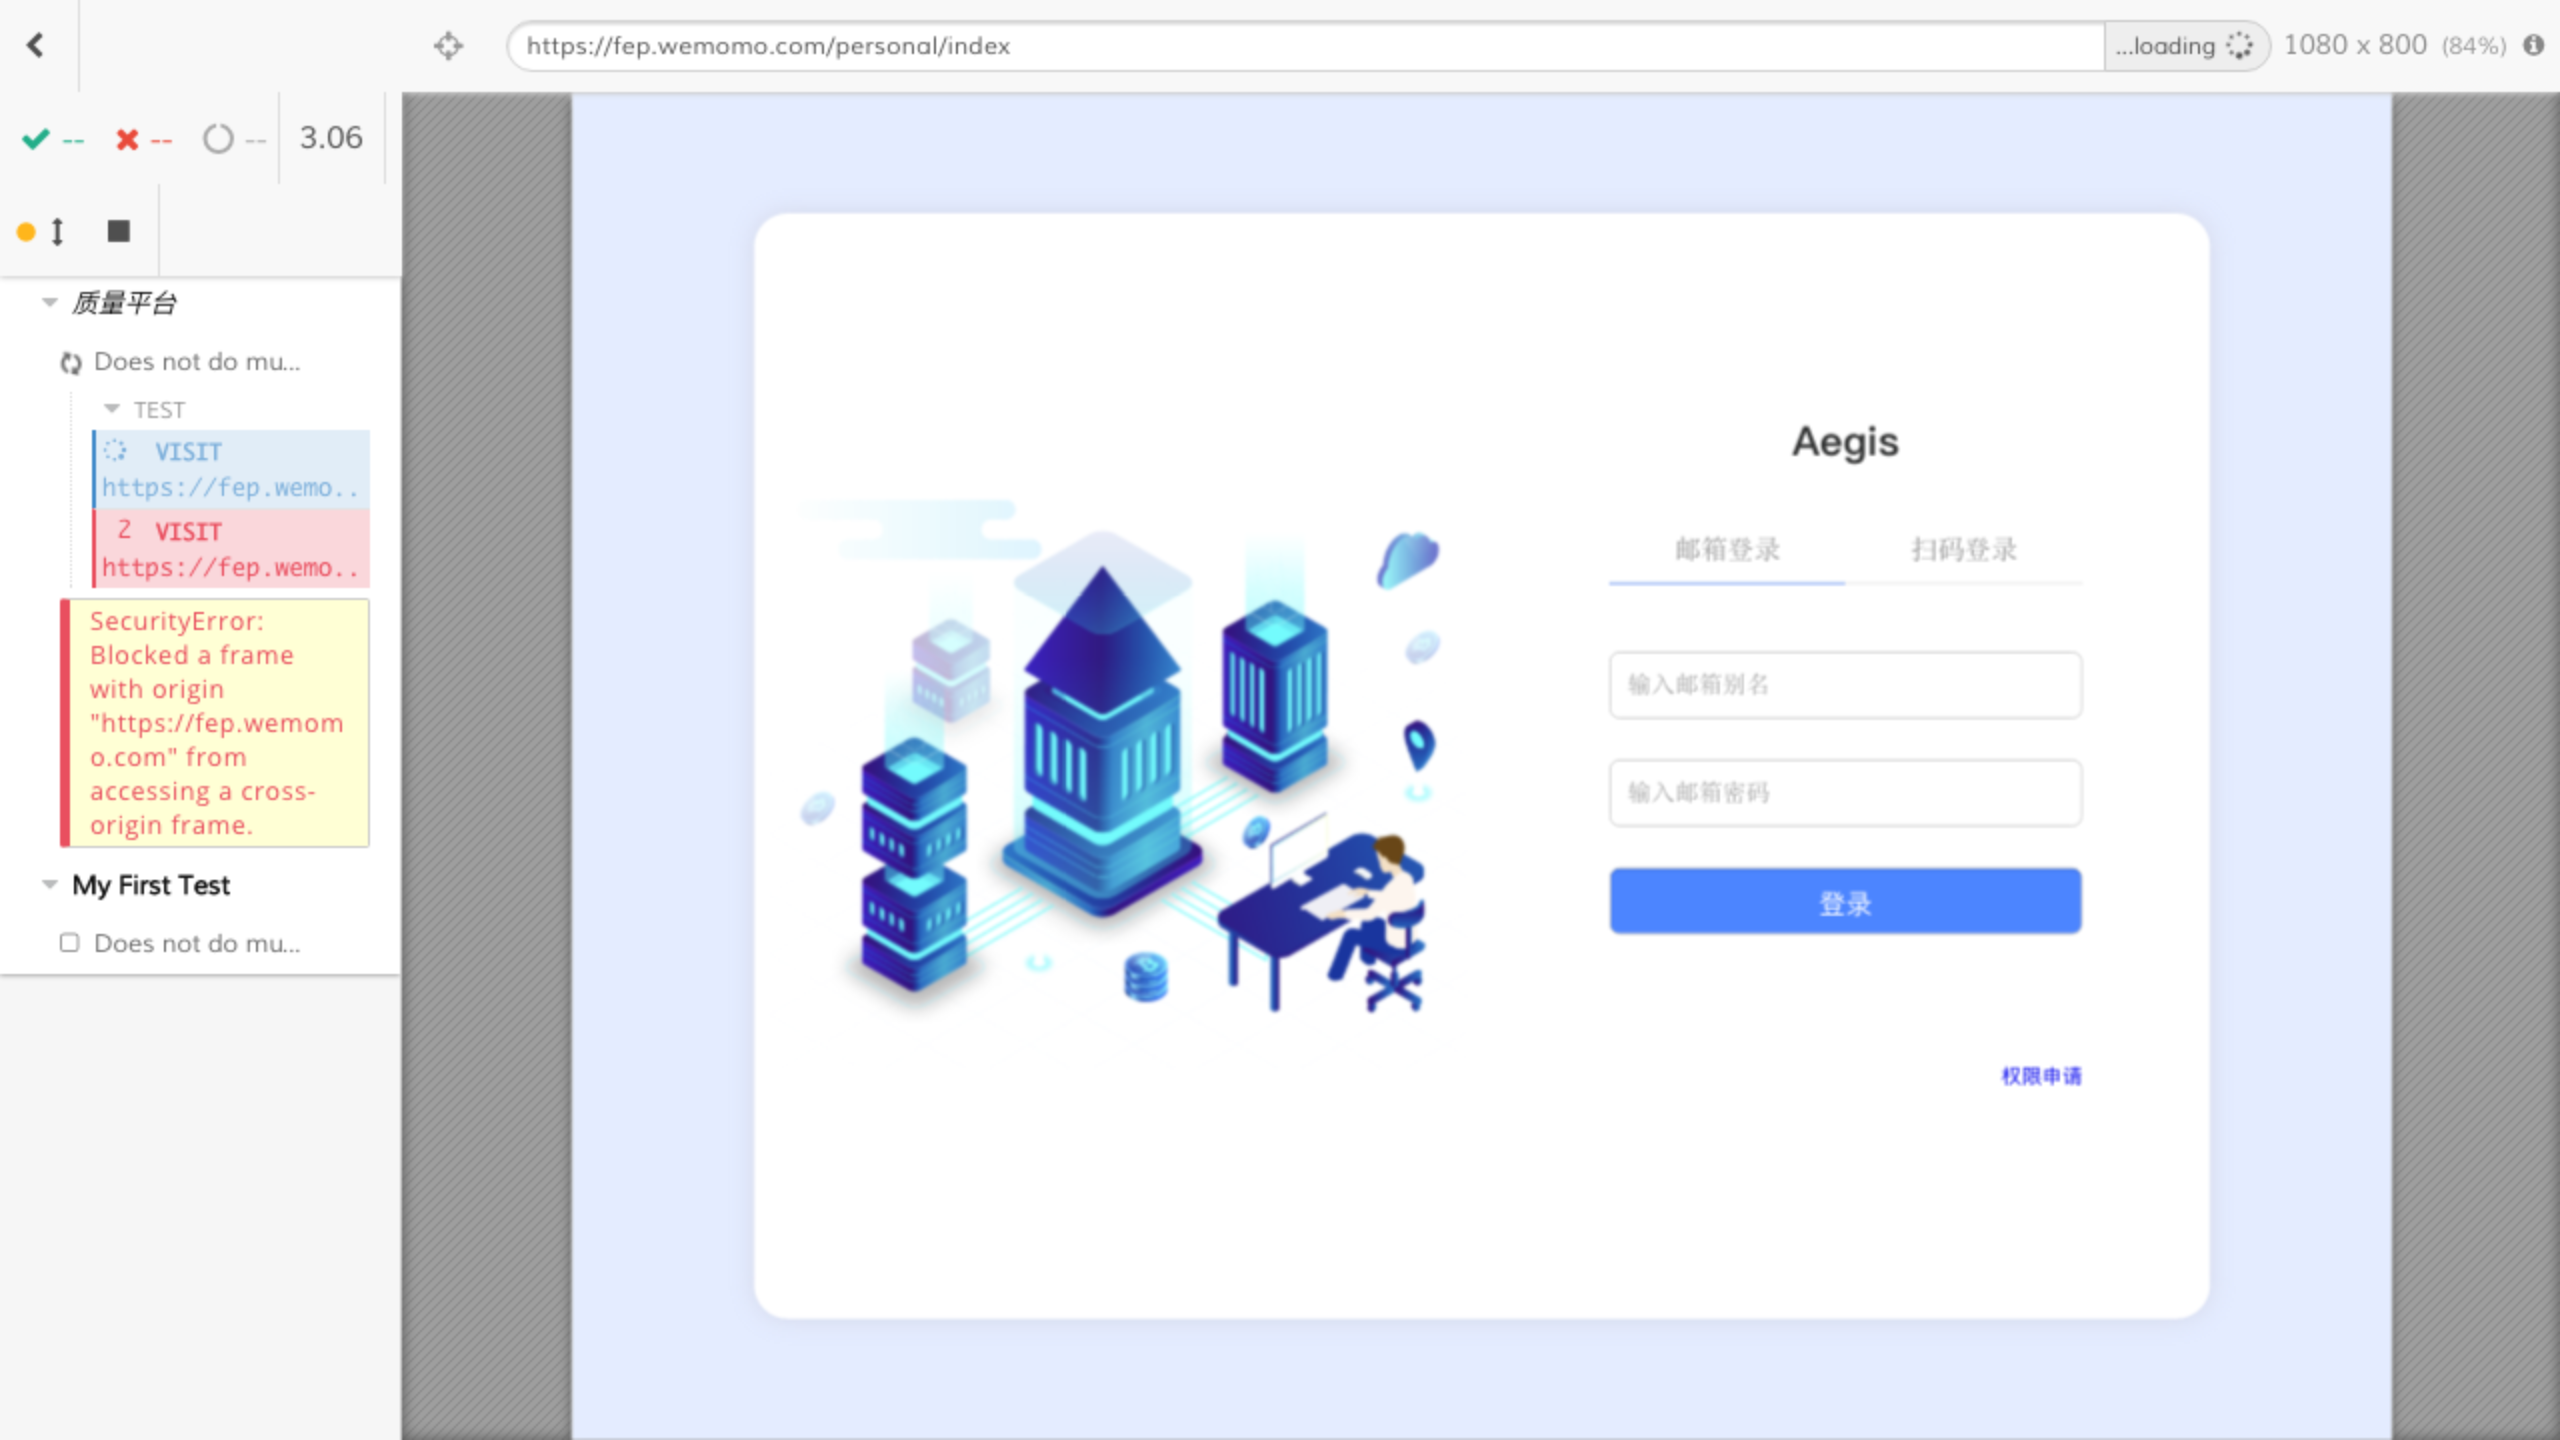 https://fep.wemomo.com/personal/index
...loading
1080 x 800 (84%)
--
--
--
3.06
质量平台
Does not do mu...
TEST
VISIT
https://fep.wemo..
2 VISIT
https://fep.wemo..
SecurityError:
Blocked a frame
with origin
"https://fep.wemom
o.com" from
accessing a cross-
origin frame.
My First Test
Does not do mu...
Aegis
邮箱登录 扫码登录
输入邮箱别名
输入邮箱密码
登录
权限申请